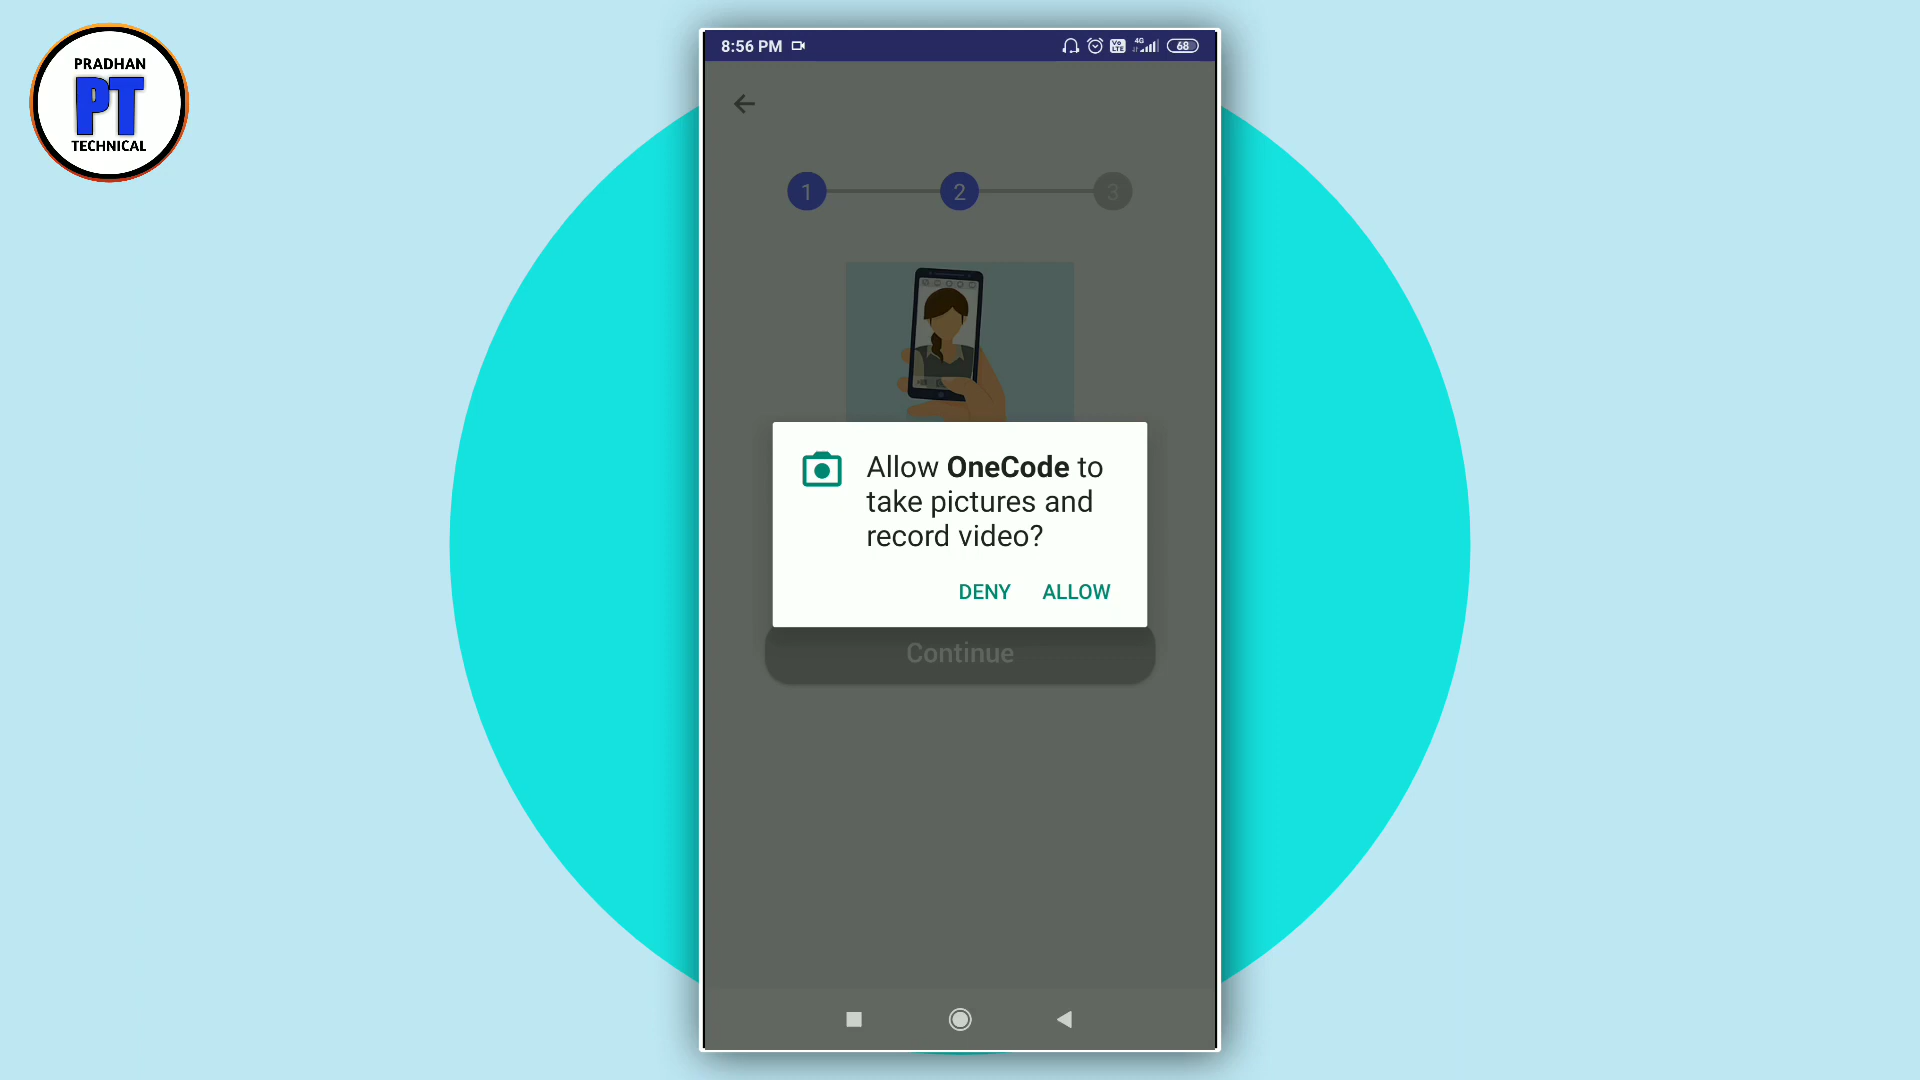 PRADHAN
PT
TECHNICAL
8:56 PM
4G
68
1
2
3
Allow OneCode to
take pictures and
record video?
DENY ALLOW
Continue